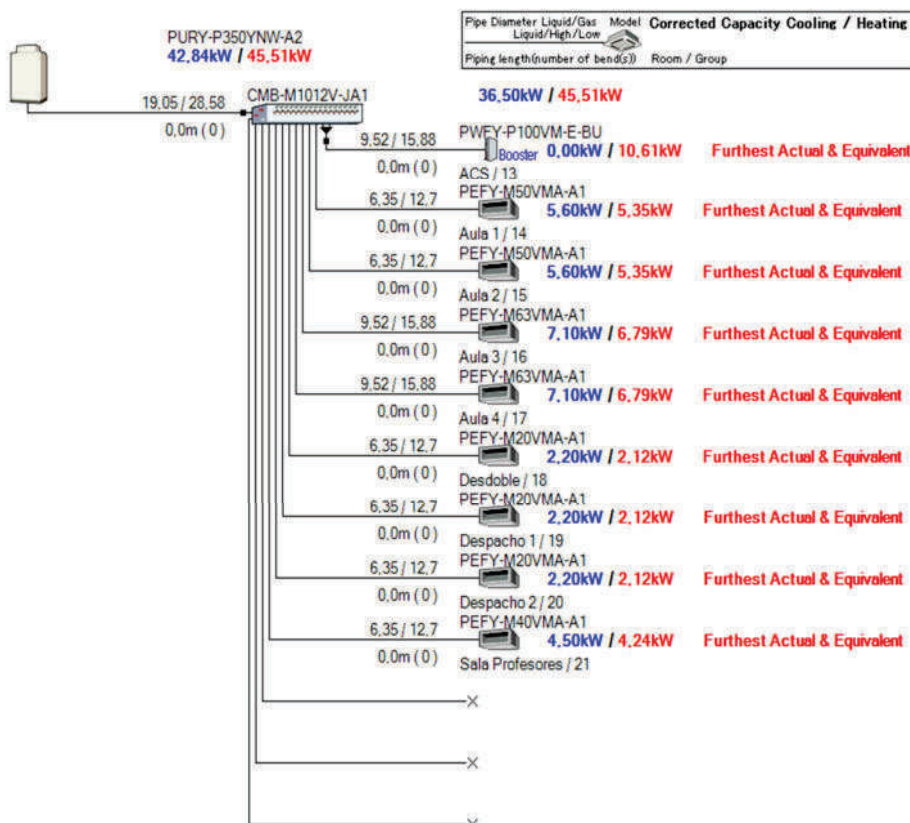 Pipe Diameter Liquid/Gas Model Corrected Capacity Cooling / Heating
Liquid/High/Low
Piping length(number of bend(s)) Room / Group
PURY-P350YNW-A2
42,84kW / 45,51kW
19,05 / 28,58
0,0m ( 0 )
CMB-M1012V-JA1
36,50kW / 45,51kW
PWFY-P100VM-E-BU
9,52 / 15,88
Booster 0,00kW / 10,61kW Furthest Actual & Equivalent
0,0m ( 0 )
ACS / 13
PEFY-M50VMA-A1
6,35 / 12,7
5,60kW / 5,35kW Furthest Actual & Equivalent
0,0m ( 0 )
Aula 1 / 14
PEFY-M50VMA-A1
6,35 / 12,7
5,60kW / 5,35kW Furthest Actual & Equivalent
0,0m ( 0 )
Aula 2 / 15
PEFY-M63VMA-A1
9,52 / 15,88
7,10kW / 6,79kW Furthest Actual & Equivalent
0,0m ( 0 )
Aula 3 / 16
PEFY-M63VMA-A1
9,52 / 15,88
7,10kW / 6,79kW Furthest Actual & Equivalent
0,0m ( 0 )
Aula 4 / 17
PEFY-M20VMA-A1
6,35 / 12,7
2,20kW / 2,12kW Furthest Actual & Equivalent
0,0m ( 0 )
Desdoble / 18
PEFY-M20VMA-A1
6,35 / 12,7
2,20kW / 2,12kW Furthest Actual & Equivalent
0,0m ( 0 )
Despacho 1 / 19
PEFY-M20VMA-A1
6,35 / 12,7
2,20kW / 2,12kW Furthest Actual & Equivalent
0,0m ( 0 )
Despacho 2 / 20
PEFY-M40VMA-A1
6,35 / 12,7
4,50kW / 4,24kW Furthest Actual & Equivalent
0,0m ( 0 )
Sala Profesores / 21